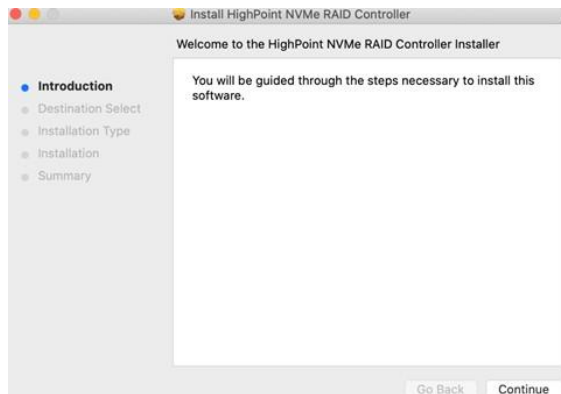 Install HighPoint NVMe RAID Controller
Welcome to the HighPoint NVMe RAID Controller Installer
Introduction
Destination Select
Installation Type
Installation
Summary
You will be guided through the steps necessary to install this
software.
Go Back
Continue